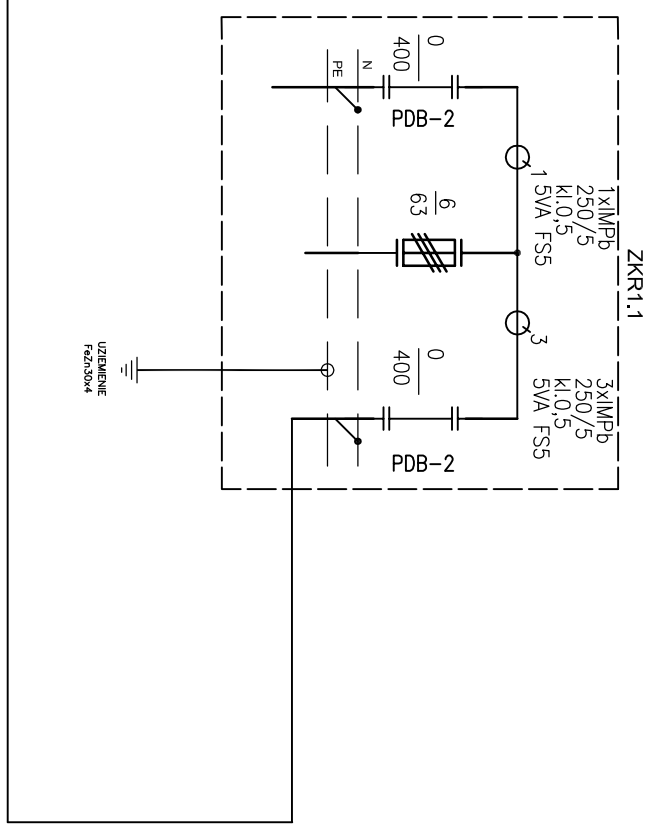 ZKR1.1
1xIMPb
250/5
kl.0,5
5VA FS5
1
3xIMPb
250/5
kl.0,5
5VA FS5
3
0
400
PDB-2
6
63
0
400
PDB-2
N
PE
UZIEMIENIE
FeZn30x4